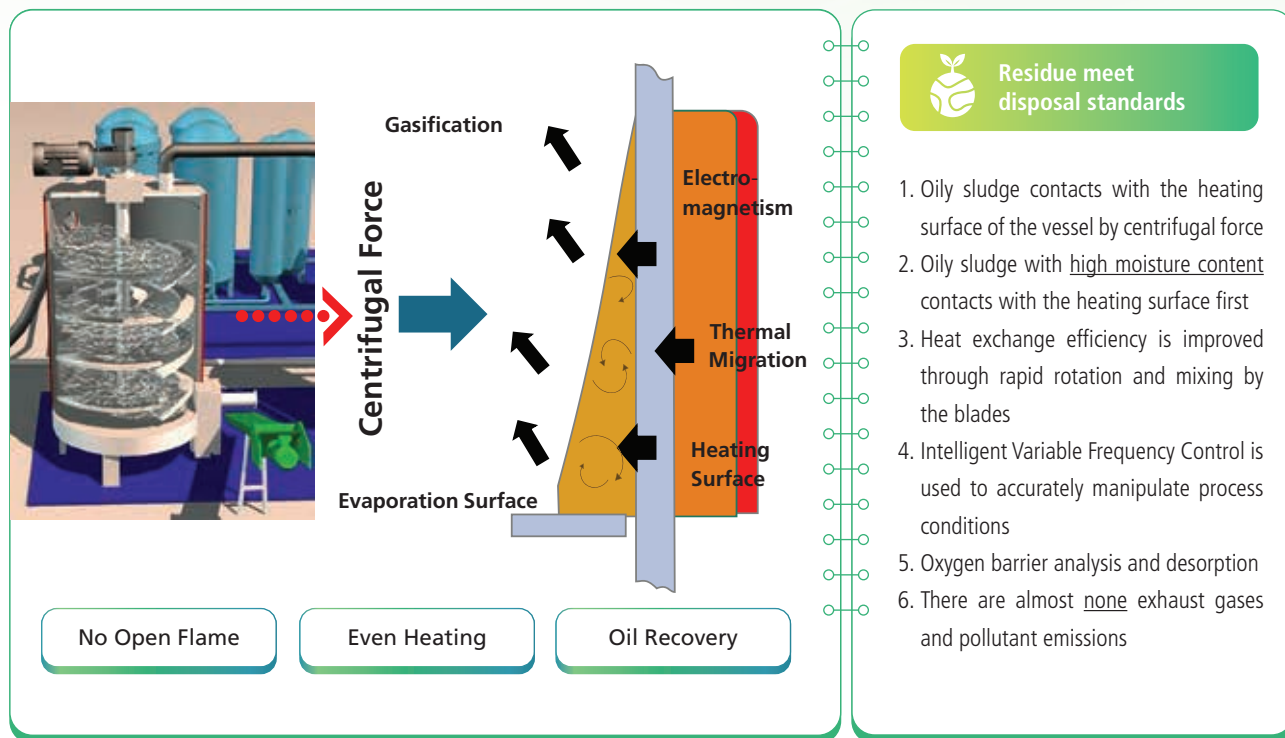 Gasification
Centrifugal Force
Electro-
magnetism
Thermal
Migration
Heating
Surface
Evaporation Surface
No Open Flame
Even Heating
Oil Recovery
Residue meet
disposal standards
1. Oily sludge contacts with the heating
surface of the vessel by centrifugal force
2. Oily sludge with high moisture content
contacts with the heating surface first
3. Heat exchange efficiency is improved
through rapid rotation and mixing by
the blades
4. Intelligent Variable Frequency Control is
used to accurately manipulate process
conditions
5. Oxygen barrier analysis and desorption
6. There are almost none exhaust gases
and pollutant emissions